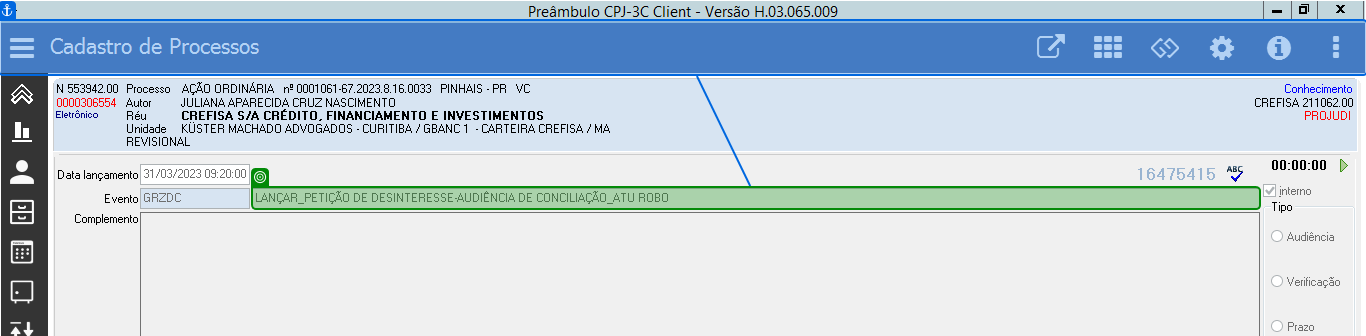 Preâmbulo CPJ-3C Client - Versão H.03.065.009
Cadastro de Processos
N 553942.00 Processo AÇÃO ORDINÁRIA nº 0001061-67.2023.8.16.0033 PINHAIS - PR VC Conhecimento
0000306554 Autor JULIANA APARECIDA CRUZ NASCIMENTO CREFISA 211062.00
Eletrônico Réu CREFISA S/A CRÉDITO, FINANCIAMENTO E INVESTIMENTOS PROJUDI
Unidade KÜSTER MACHADO ADVOGADOS - CURITIBA / GBANC 1 - CARTEIRA CREFISA / MA
REVISIONAL
Data lançamento 31/03/2023 09:20:00 16475415 ABC 00:00:00
Evento GRZDC LANÇAR_PETIÇÃO DE DESINTERESSE-AUDIÊNCIA DE CONCILIAÇÃO_ATU ROBO interno
Complemento Tipo
Audiência
Verificação
Prazo